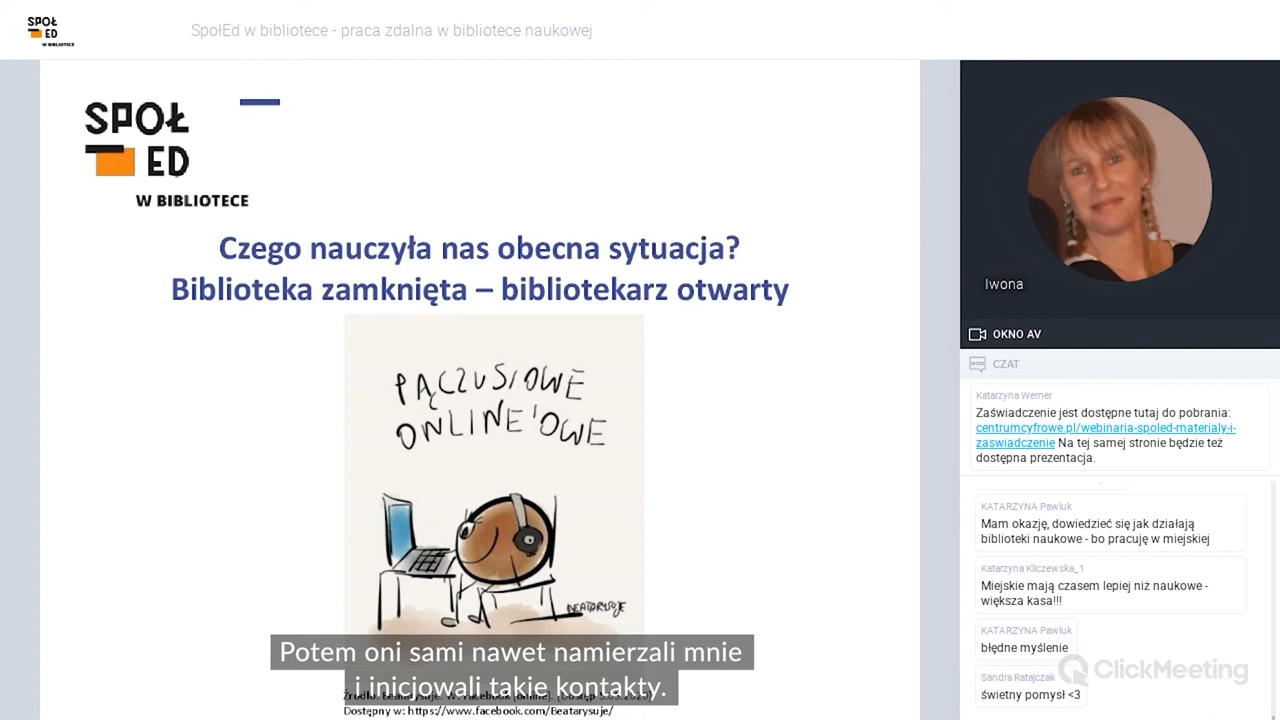 SPOŁ
ED
W BIBLIOTECE
SpołEd w bibliotece - praca zdalna w bibliotece naukowej
SPOŁ
ED
W BIBLIOTECE
Czego nauczyła nas obecna sytuacja?
Biblioteka zamknięta – bibliotekarz otwarty
PĄCZUSIOWE
ONLINE'OWE
BEATARYSUJE
Potem oni sami nawet namierzali mnie
i inicjowali takie kontakty.
Dostępny w: https://www.facebook.com/Beatarysuje/
Iwona
OKNO AV
CZAT
Katarzyna Werner
Zaświadczenie jest dostępne tutaj do pobrania:
centrumcyfrowe.pl/webinaria-spoled-materialy-i-
zaswiadczenie Na tej samej stronie będzie też
dostępna prezentacja.
KATARZYNA Pawluk
Mam okazję, dowiedzieć się jak działają
biblioteki naukowe - bo pracuję w miejskiej
Katarzyna Kliczewska_1
Miejskie mają czasem lepiej niż naukowe -
większa kasa!!!
KATARZYNA Pawluk
błędne myślenie
Sandra Ratajczak
świetny pomysł <3
ClickMeeting